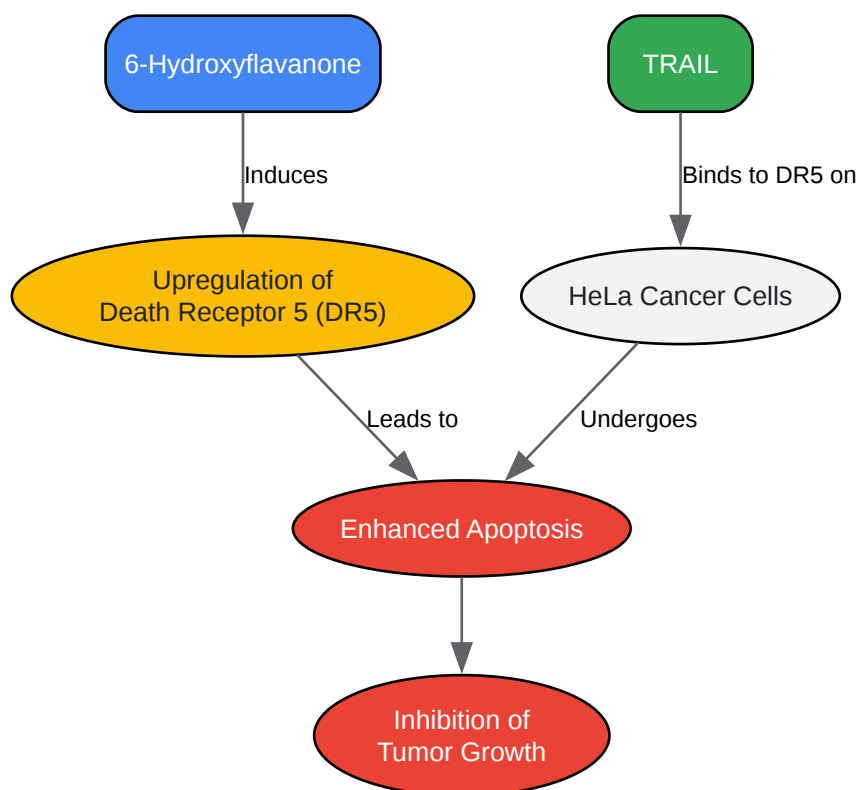 6-Hydroxyflavanone
TRAIL
Induces
Binds to DR5 on
Upregulation of
Death Receptor 5 (DR5)
HeLa Cancer Cells
Leads to
Undergoes
Enhanced Apoptosis
Inhibition of
Tumor Growth